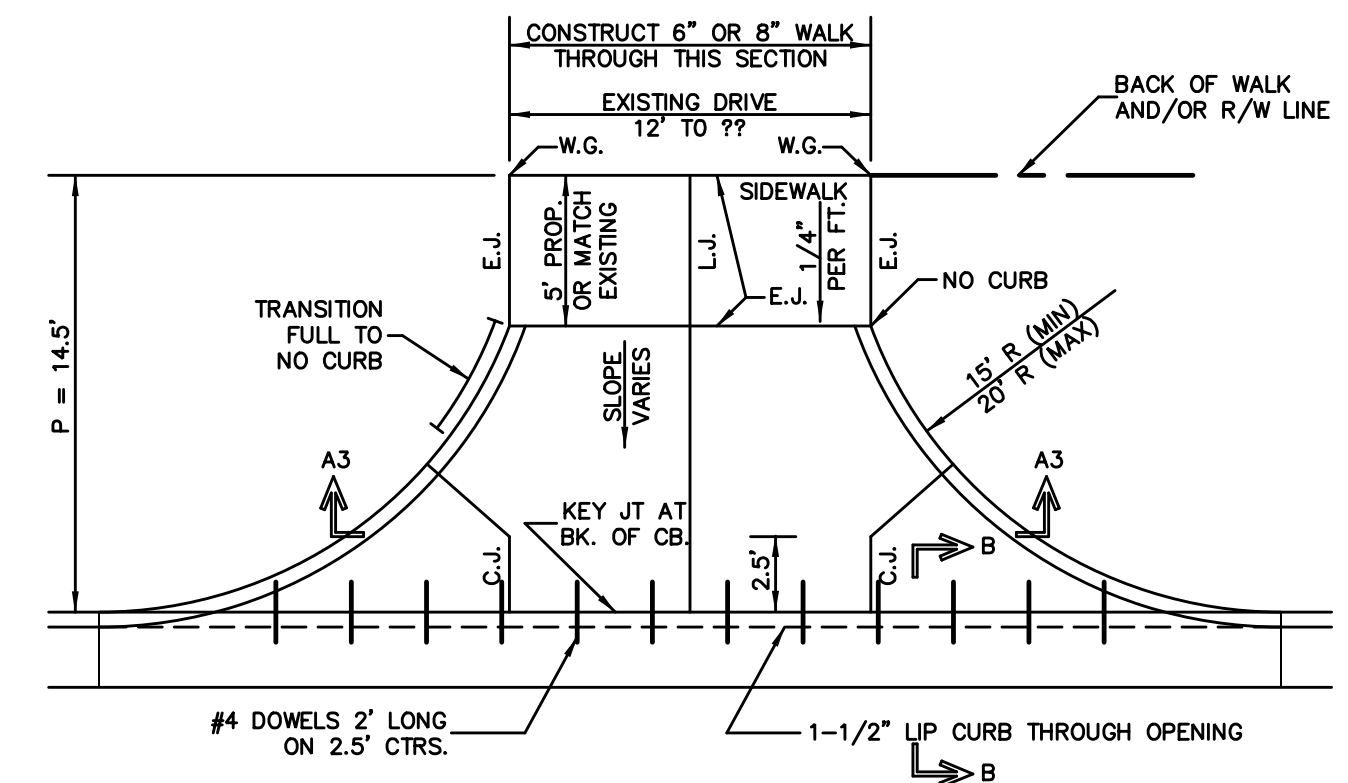 CONSTRUCT 6" OR 8" WALK
THROUGH THIS SECTION
EXISTING DRIVE
12' TO ??
BACK OF WALK
AND/OR R/W LINE
W.G.
W.G.
SIDEWALK
5' PROP.
OR MATCH
EXISTING
E.J.
L.J.
1/4"
PER FT.
E.J.
E.J.
NO CURB
TRANSITION
FULL TO
NO CURB
15' R (MIN)
20' R (MAX)
P = 14.5'
SLOPE
VARIES
A3
A3
KEY JT AT
BK. OF CB.
2.5'
C.J.
C.J.
B
#4 DOWELS 2' LONG
ON 2.5' CTRS.
1-1/2" LIP CURB THROUGH OPENING
B